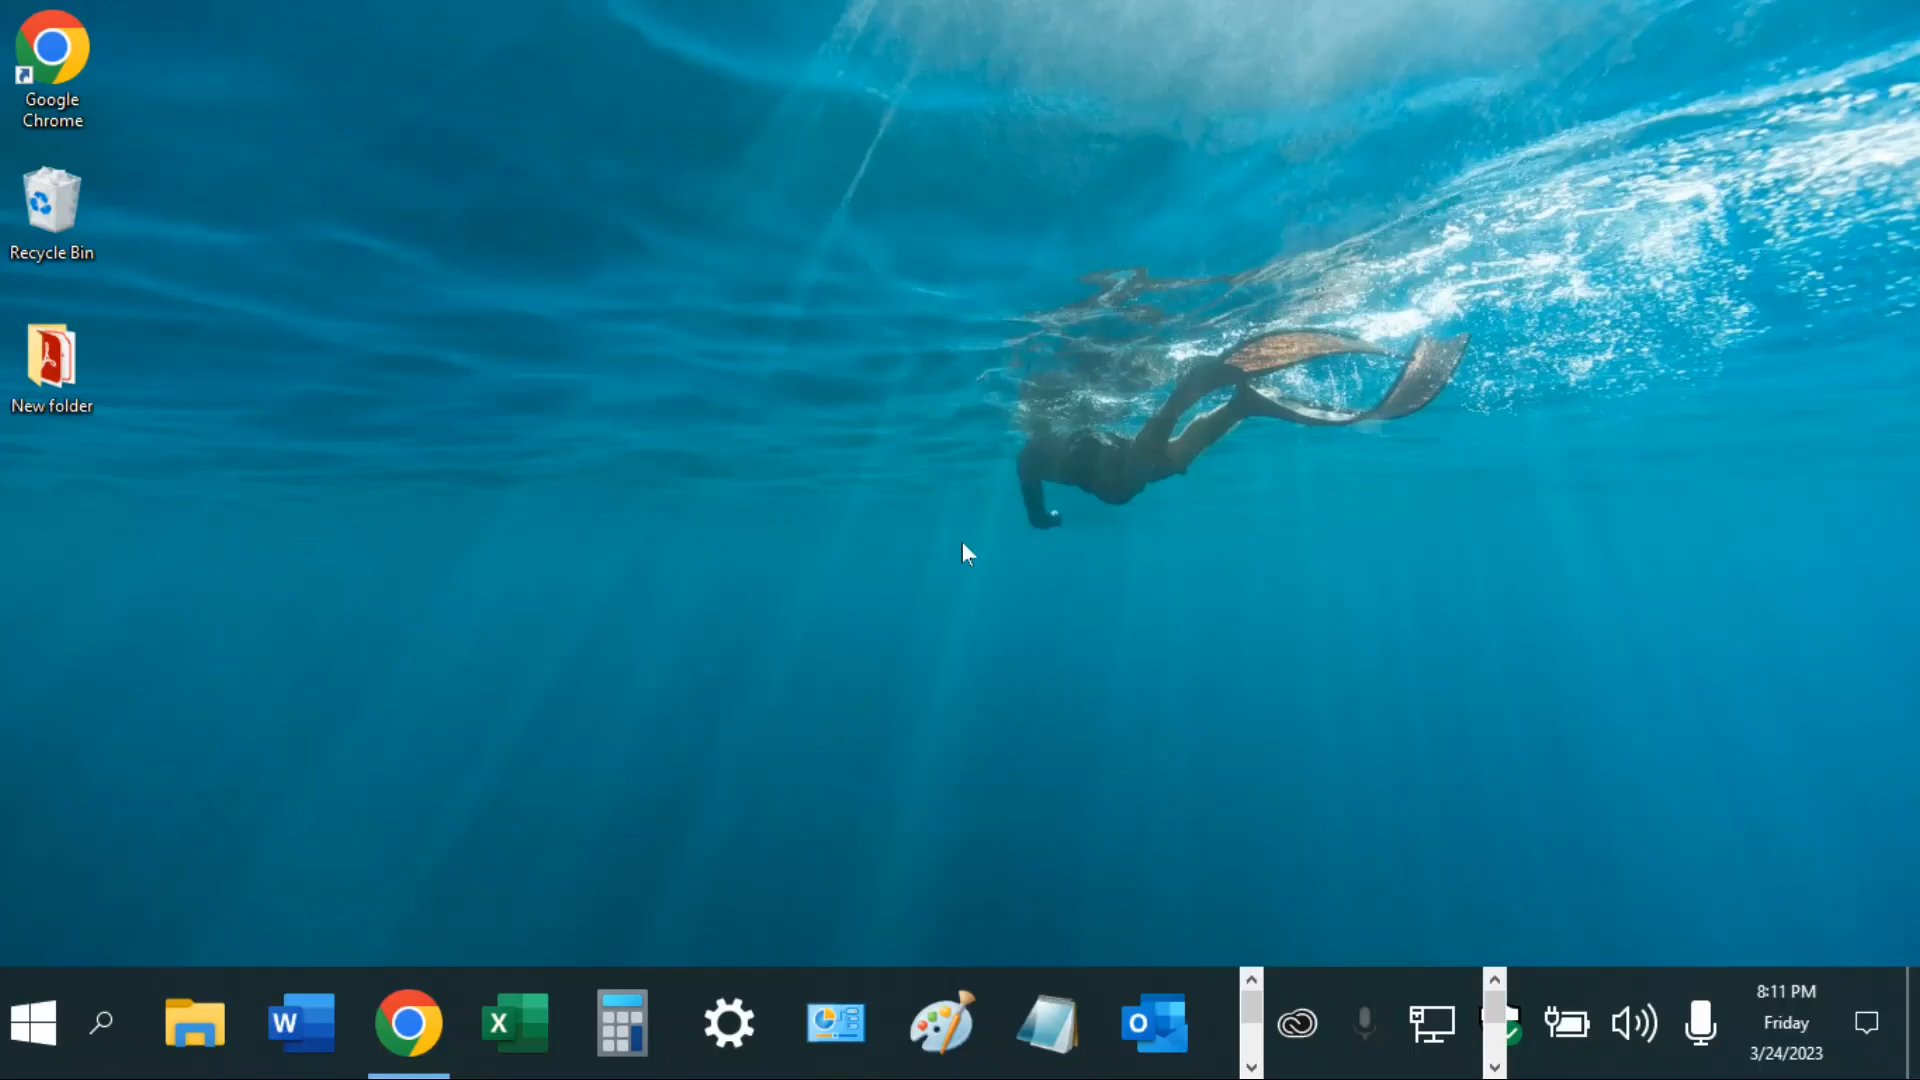 Google
Chrome
Recycle Bin
New folder
W
X
O
8:11 PM
Friday
3/24/2023